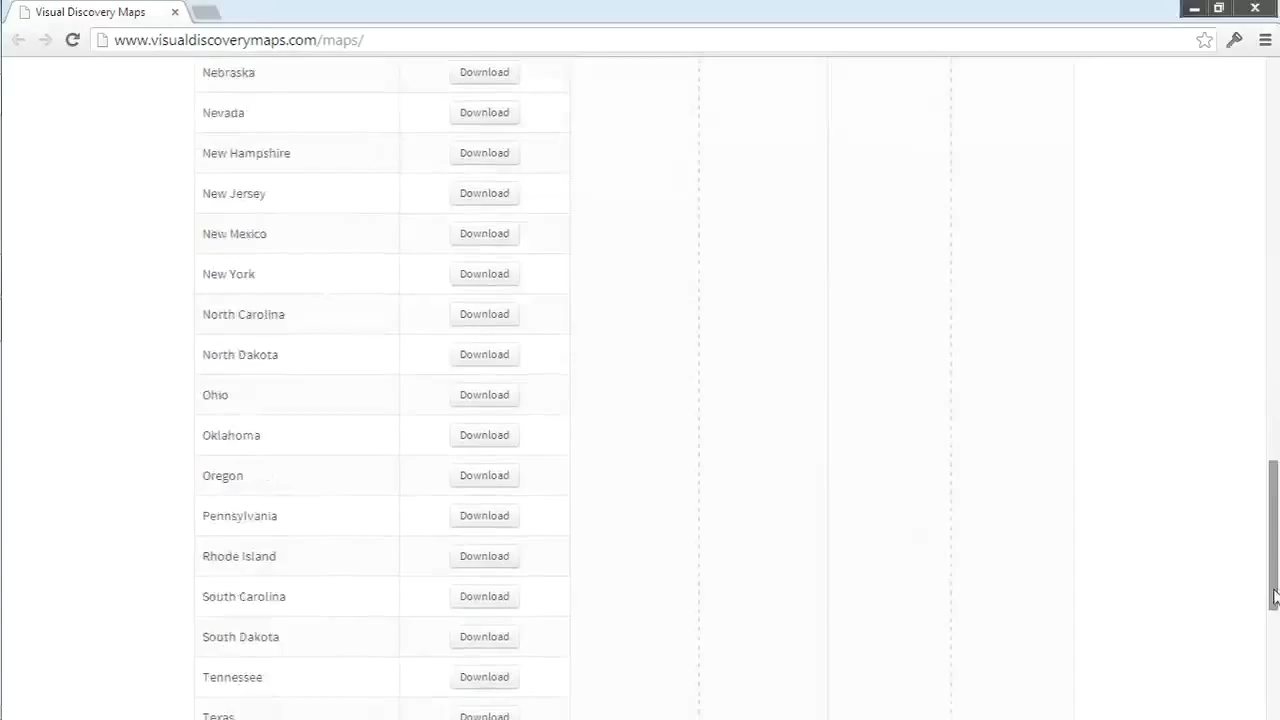 Visual Discovery Maps
www.visualdiscoverymaps.com/maps/
Nebraska Download
Nevada Download
New Hampshire Download
New Jersey Download
New Mexico Download
New York Download
North Carolina Download
North Dakota Download
Ohio Download
Oklahoma Download
Oregon Download
Pennsylvania Download
Rhode Island Download
South Carolina Download
South Dakota Download
Tennessee Download
Texas Download